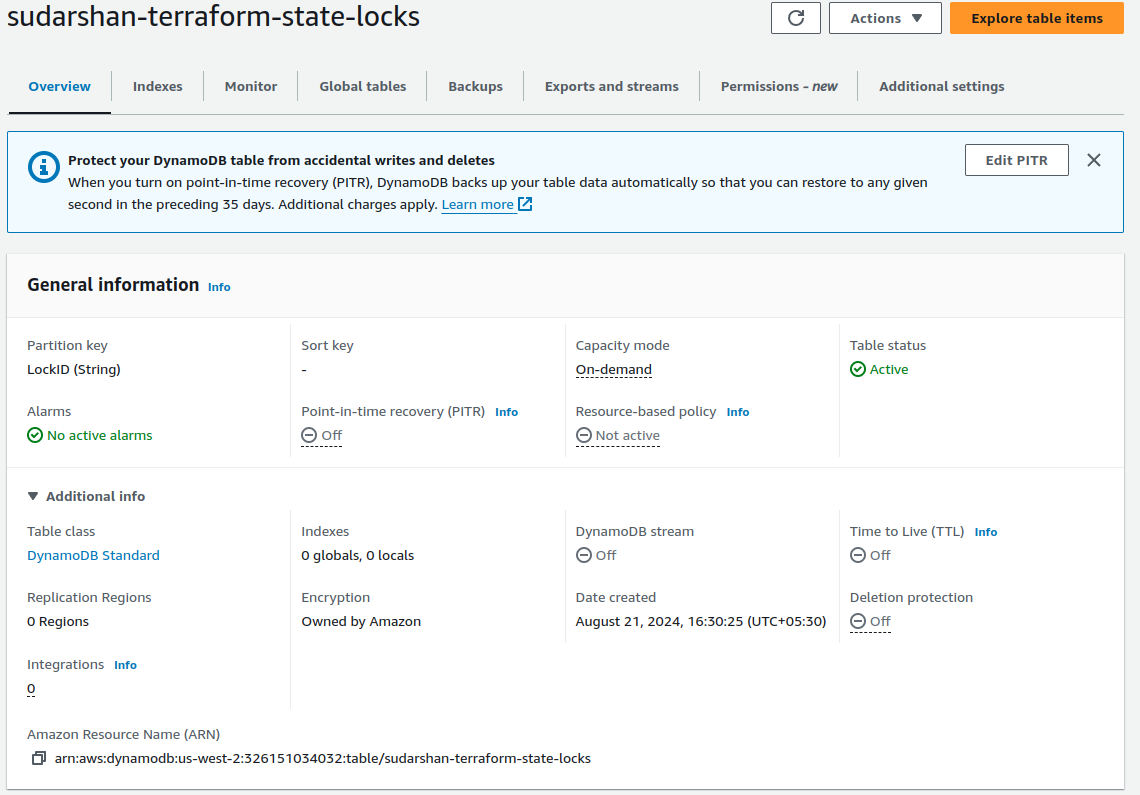 sudarshan-terraform-state-locks
Actions
Explore table items
Overview
Indexes
Monitor
Global tables
Backups
Exports and streams
Permissions - new
Additional settings
Protect your DynamoDB table from accidental writes and deletes
When you turn on point-in-time recovery (PITR), DynamoDB backs up your table data automatically so that you can restore to any given
second in the preceding 35 days. Additional charges apply. Learn more
Edit PITR
General information Info
Partition key
LockID (String)
Sort key
-
Capacity mode
On-demand
Table status
Active
Alarms
No active alarms
Point-in-time recovery (PITR) Info
Off
Resource-based policy Info
Not active
Additional info
Table class
DynamoDB Standard
Indexes
0 globals, 0 locals
DynamoDB stream
Off
Time to Live (TTL) Info
Off
Replication Regions
0 Regions
Encryption
Owned by Amazon
Date created
August 21, 2024, 16:30:25 (UTC+05:30)
Deletion protection
Off
Integrations Info
0
Amazon Resource Name (ARN)
arn:aws:dynamodb:us-west-2:326151034032:table/sudarshan-terraform-state-locks